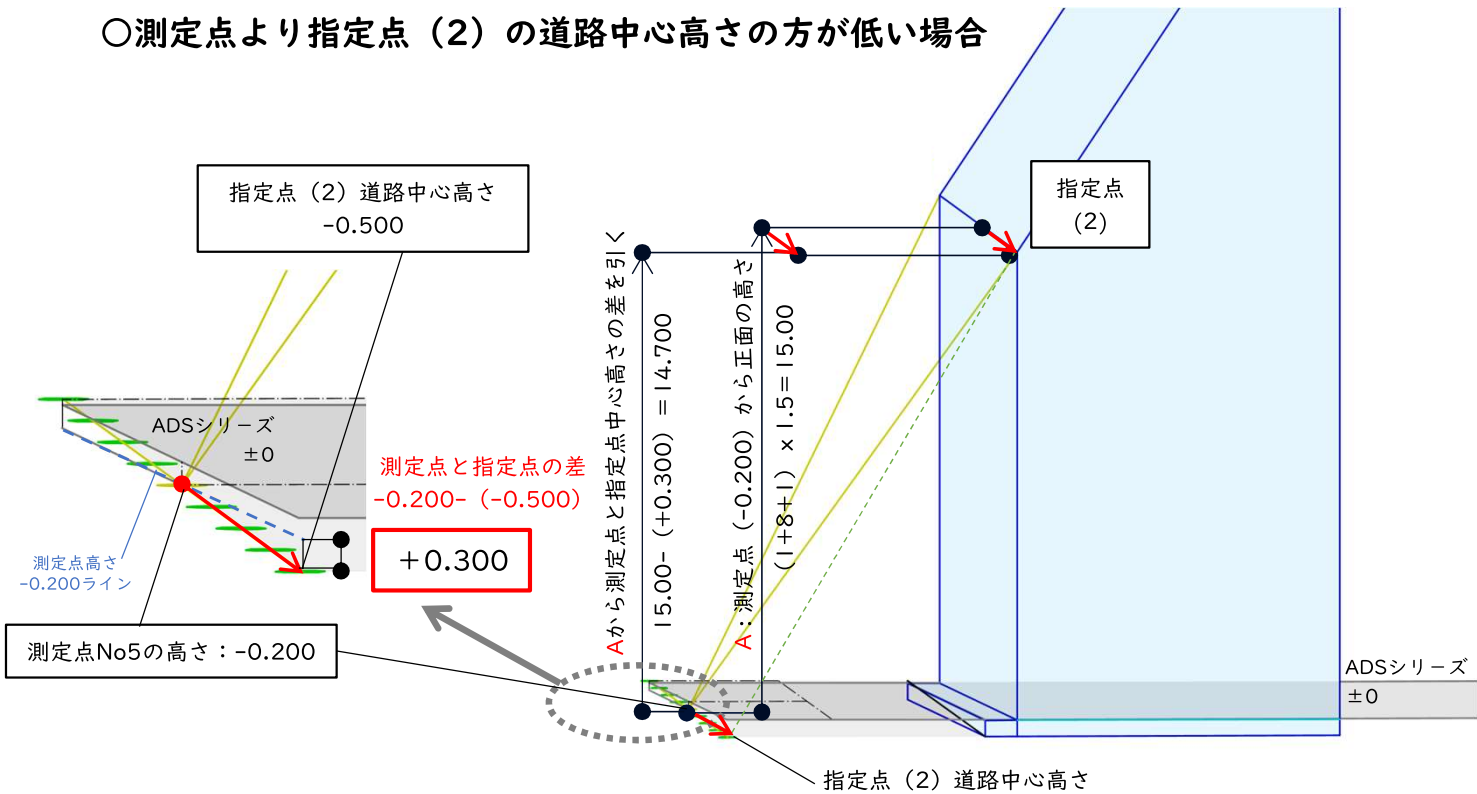 ○測定点より指定点（2）の道路中心高さの方が低い場合
指定点（2）道路中心高さ
-0.500
指定点
(2)
Aから測定点と指定点中心高さの差を引く
15.00-（+0.300）=14.700
A：測定点（-0.200）から正面の高さ
（1+8+1）×1.5=15.00
ADSシリーズ
±0
測定点と指定点の差
-0.200-（-0.500）
+0.300
測定点高さ
-0.200ライン
測定点No5の高さ：-0.200
ADSシリーズ
±0
指定点（2）道路中心高さ